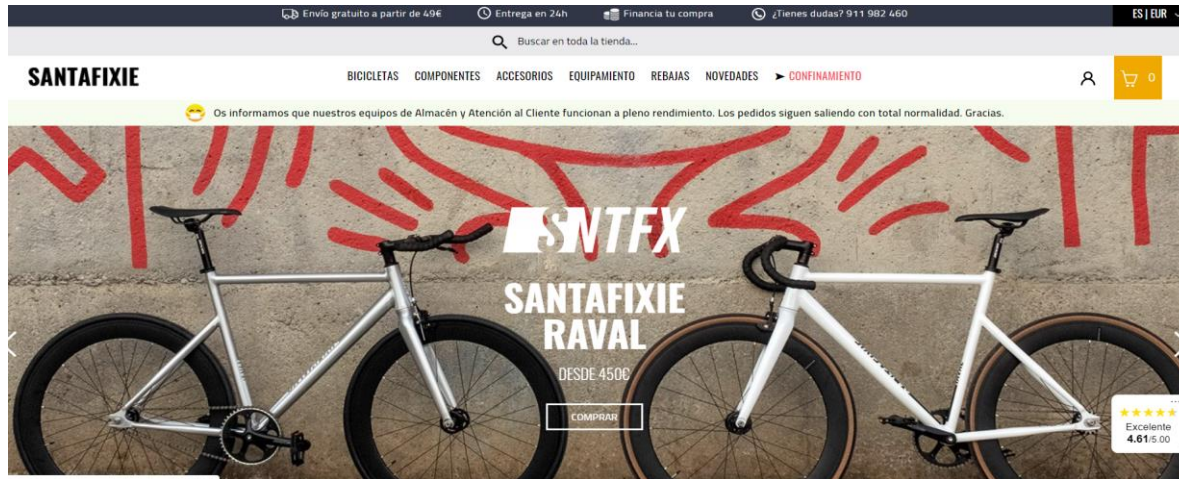 Envío gratuito a partir de 49€ Entrega en 24h Financia tu compra ¿Tienes dudas? 911 982 460 ES | EUR
Buscar en toda la tienda...
SANTAFIXIE BICICLETAS COMPONENTES ACCESORIOS EQUIPAMIENTO REBAJAS NOVEDADES ➤ CONFINAMIENTO 0
Os informamos que nuestros equipos de Almacén y Atención al Cliente funcionan a pleno rendimiento. Los pedidos siguen saliendo con total normalidad. Gracias.
SNTFX
SANTAFIXIE
RAVAL
DESDE 450€
COMPRAR
Excelente
4.61/5.00